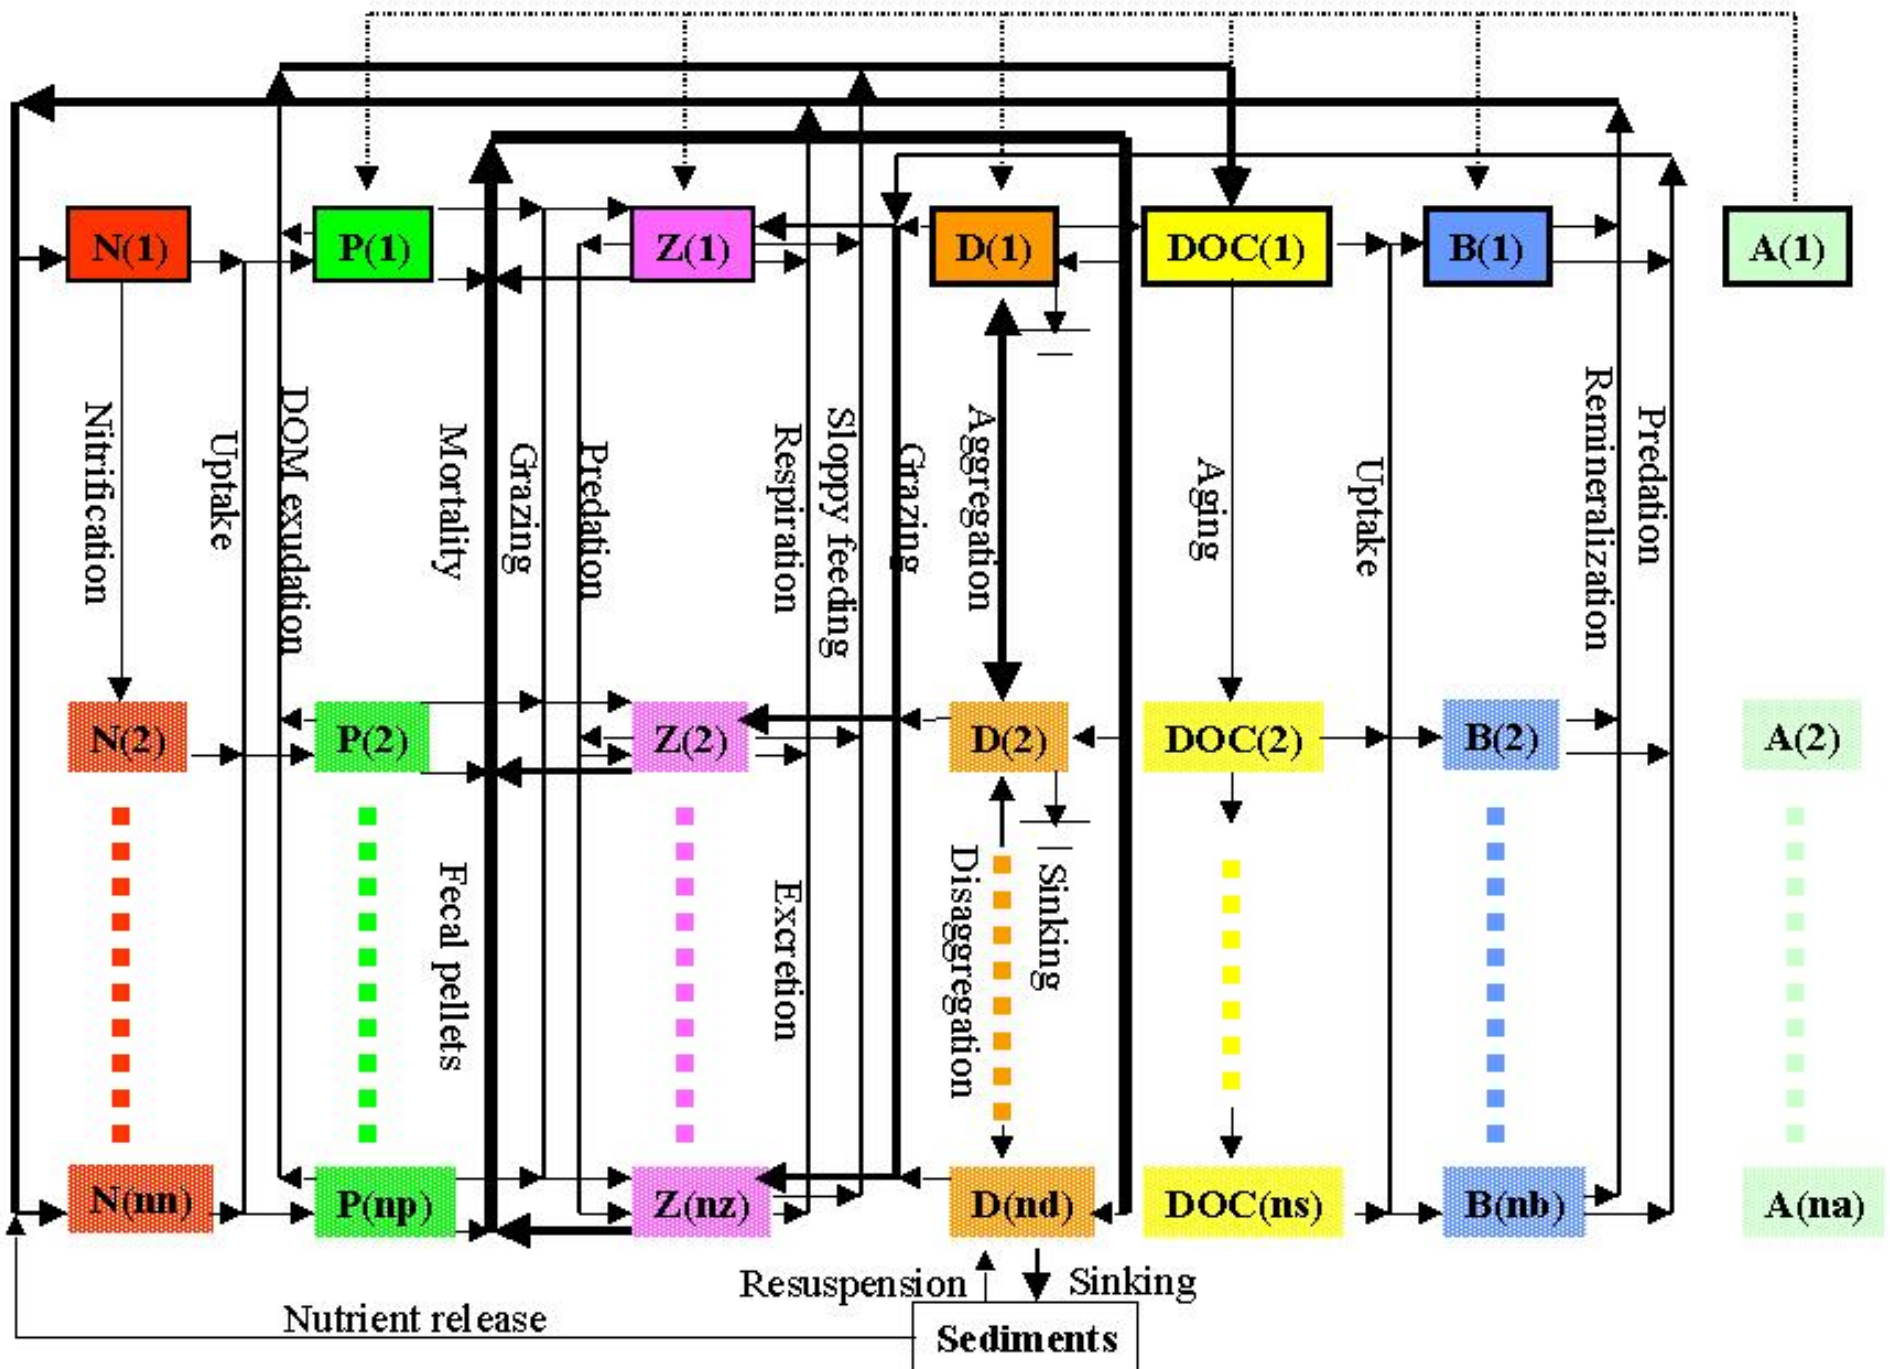 N(1)
P(1)
Z(1)
D(1)
DOC(1)
B(1)
A(1)
Nitrification
Uptake
DOM exudation
Mortality
Grazing
Predation
Respiration
Sloppy feeding
Grazing
Aggregation
Aging
Uptake
Remineralization
Predation
N(2)
P(2)
Z(2)
D(2)
DOC(2)
B(2)
A(2)
Fecal pellets
Excretion
Disaggregation
Sinking
N(nn)
P(np)
Z(nz)
D(nd)
DOC(ns)
B(nb)
A(na)
Resuspension
Sinking
Nutrient release
Sediments